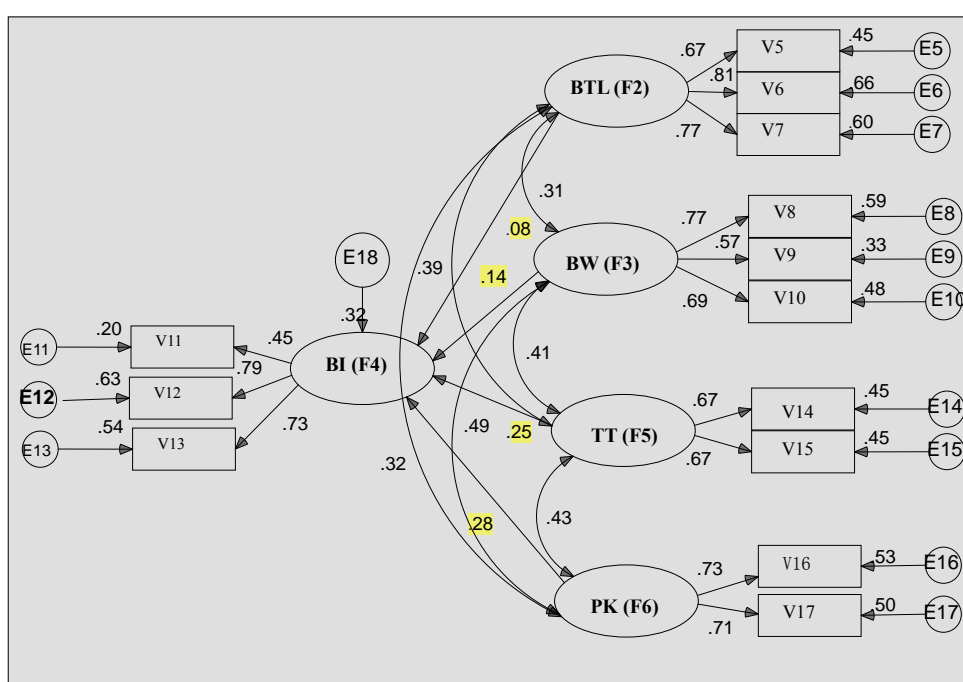 .67 V5 .45 E5
BTL (F2) .81 V6 .66 E6
.77 V7 .60 E7
.31
.77 V8 .59 E8
.08
.57 V9 .33 E9
E18 .39 .14 BW (F3)
.69 V10 .48 E10
.32
E11 .20 V11 .45
.41
BI (F4)
E12 .63 V12 .79
.67 V14 .45 E14
E13 .54 V13 .73
.49 .25 TT (F5)
.67 V15 .45 E15
.32
.43
.28
.73 V16 .53 E16
PK (F6)
.71 V17 .50 E17